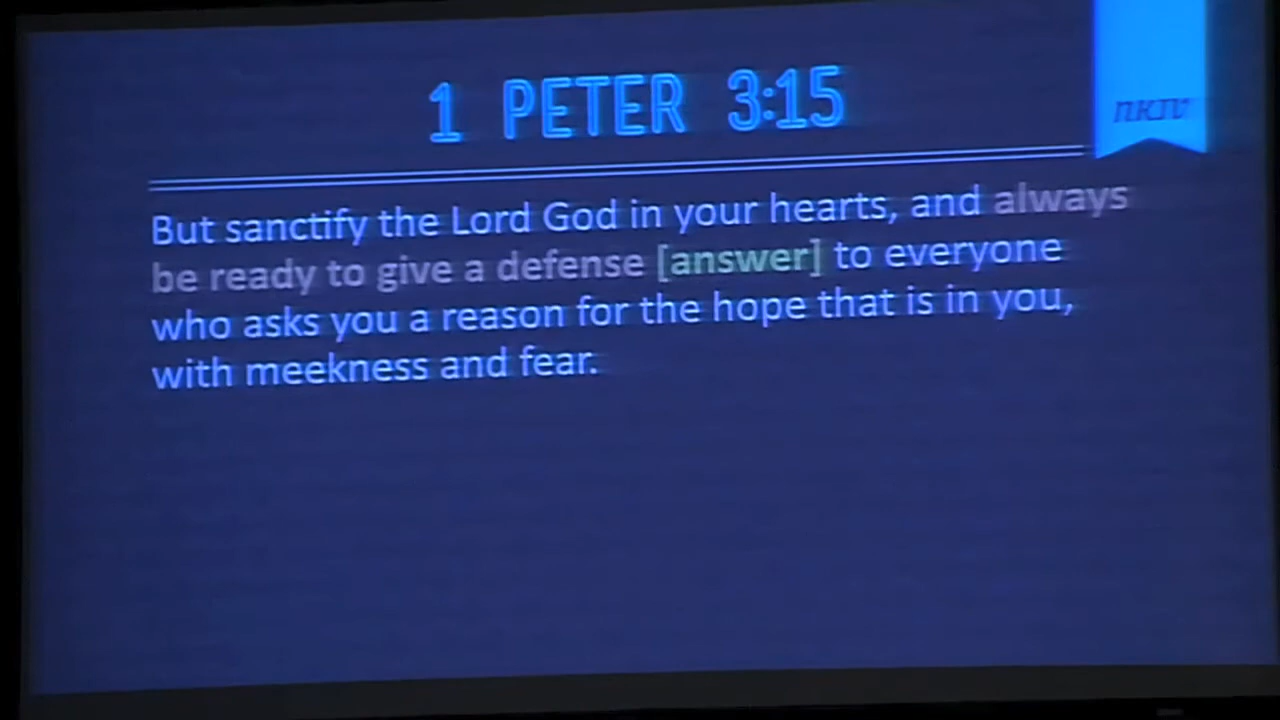 1 PETER 3:15
nkjv
But sanctify the Lord God in your hearts, and always
be ready to give a defense [answer] to everyone
who asks you a reason for the hope that is in you,
with meekness and fear.